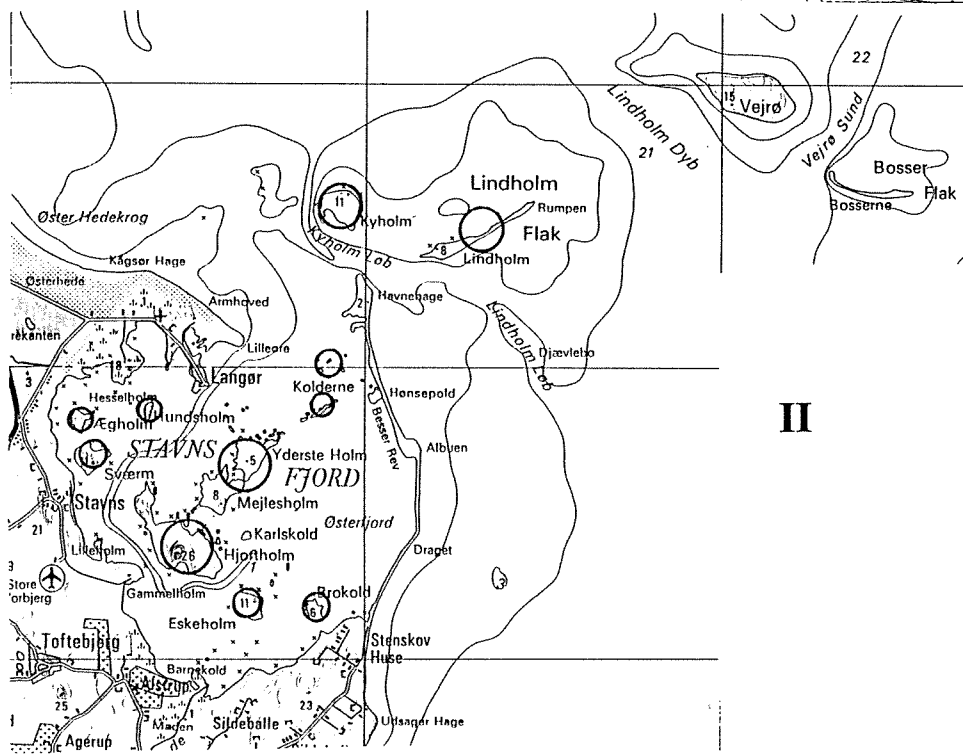 22
15
Vejrø
Lindholm Dyb
21
Vejrø Sund
Bosser
Flak
Bosserne
Lindholm
Rumpen
Flak
11
Kyholm
Øster Hedekrog
Kyholm Løb
8
Lindholm
Kågsør Hage
Østerhede
Armhoved
2
Havnehage
Lindholm Løb
Lilleøre
Djævlebo
Kolderne
3
8
Langør
Hønsepold
Hesselholm
Ægholm
Hundsholm
Besser Rev
II
STAVNS
Yderste Holm
5
FJORD
Albuen
Sværm
8
Mejlesholm
Stavns
21
Østerfjord
Karlskold
Lilleholm
26
Hjortholm
Draget
Store
Gammelholm
11
Brokold
6
Eskeholm
Toftebjerg
Stenskov
Huse
Barnekold
Alstrup
25
Maden
Sildeballe
23
Udsager Hage
Agerup